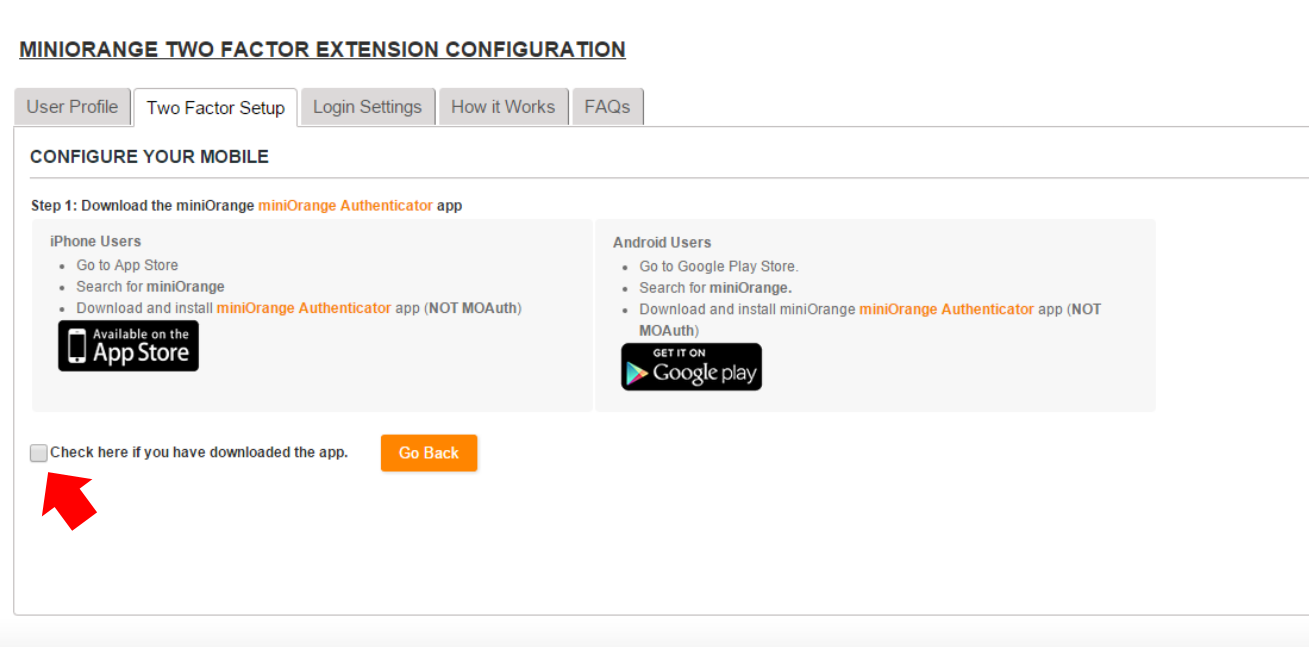 MINIORANGE TWO FACTOR EXTENSION CONFIGURATION
User Profile
Two Factor Setup
Login Settings
How it Works
FAQs
CONFIGURE YOUR MOBILE
Step 1: Download the miniOrange miniOrange Authenticator app
iPhone Users
Go to App Store
Search for miniOrange
Download and install miniOrange Authenticator app (NOT MOAuth)
Available on the
App Store
Android Users
Go to Google Play Store.
Search for miniOrange.
Download and install miniOrange miniOrange Authenticator app (NOT
MOAuth)
GET IT ON
Google play
Check here if you have downloaded the app.
Go Back